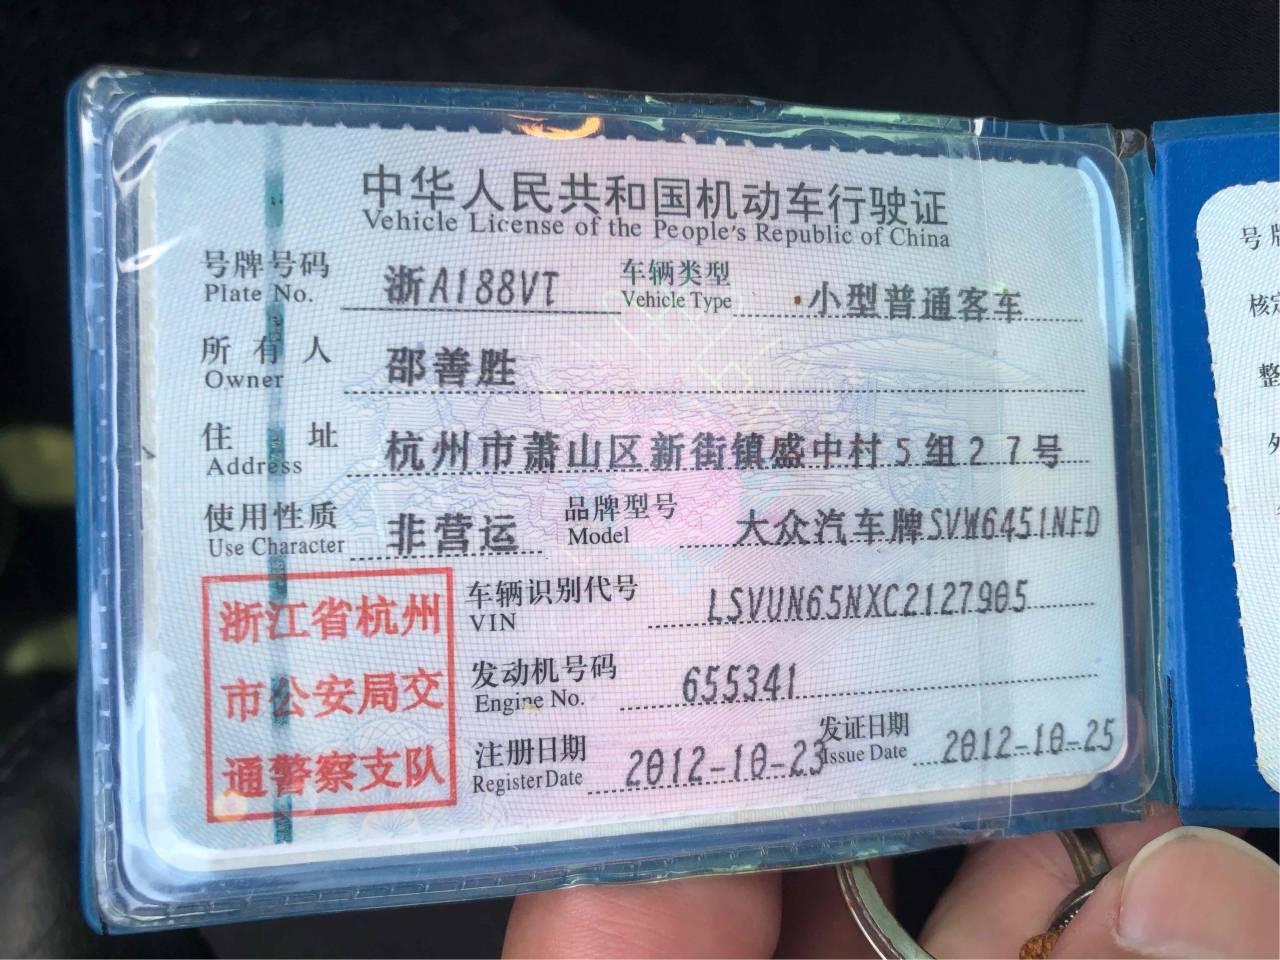 中华人民共和国机动车行驶证
Vehicle License of the People's Republic of China
号牌号码 浙A188VT 车辆类型 小型普通客车
Plate No. Vehicle Type
所有人 邵善胜
Owner
住址 杭州市萧山区新街镇盛中村5组27号
Address
使用性质 非营运 品牌型号 大众汽车牌SVW6451NFD
Use Character Model
浙江省杭州
市公安局交
通警察支队
车辆识别代号 LSVUN65NXC2127905
VIN
发动机号码 655341
Engine No.
注册日期 2012-10-23 发证日期 2012-10-25
Register Date Issue Date
号牌
核定
整